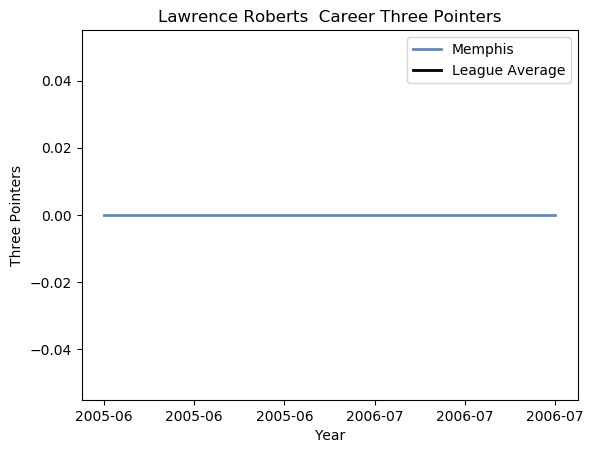 Lawrence Roberts  Career Three Pointers
Memphis
League Average
Three Pointers
0.04
0.02
0.00
−0.02
−0.04
2005-06 2005-06 2005-06 2006-07 2006-07 2006-07
Year